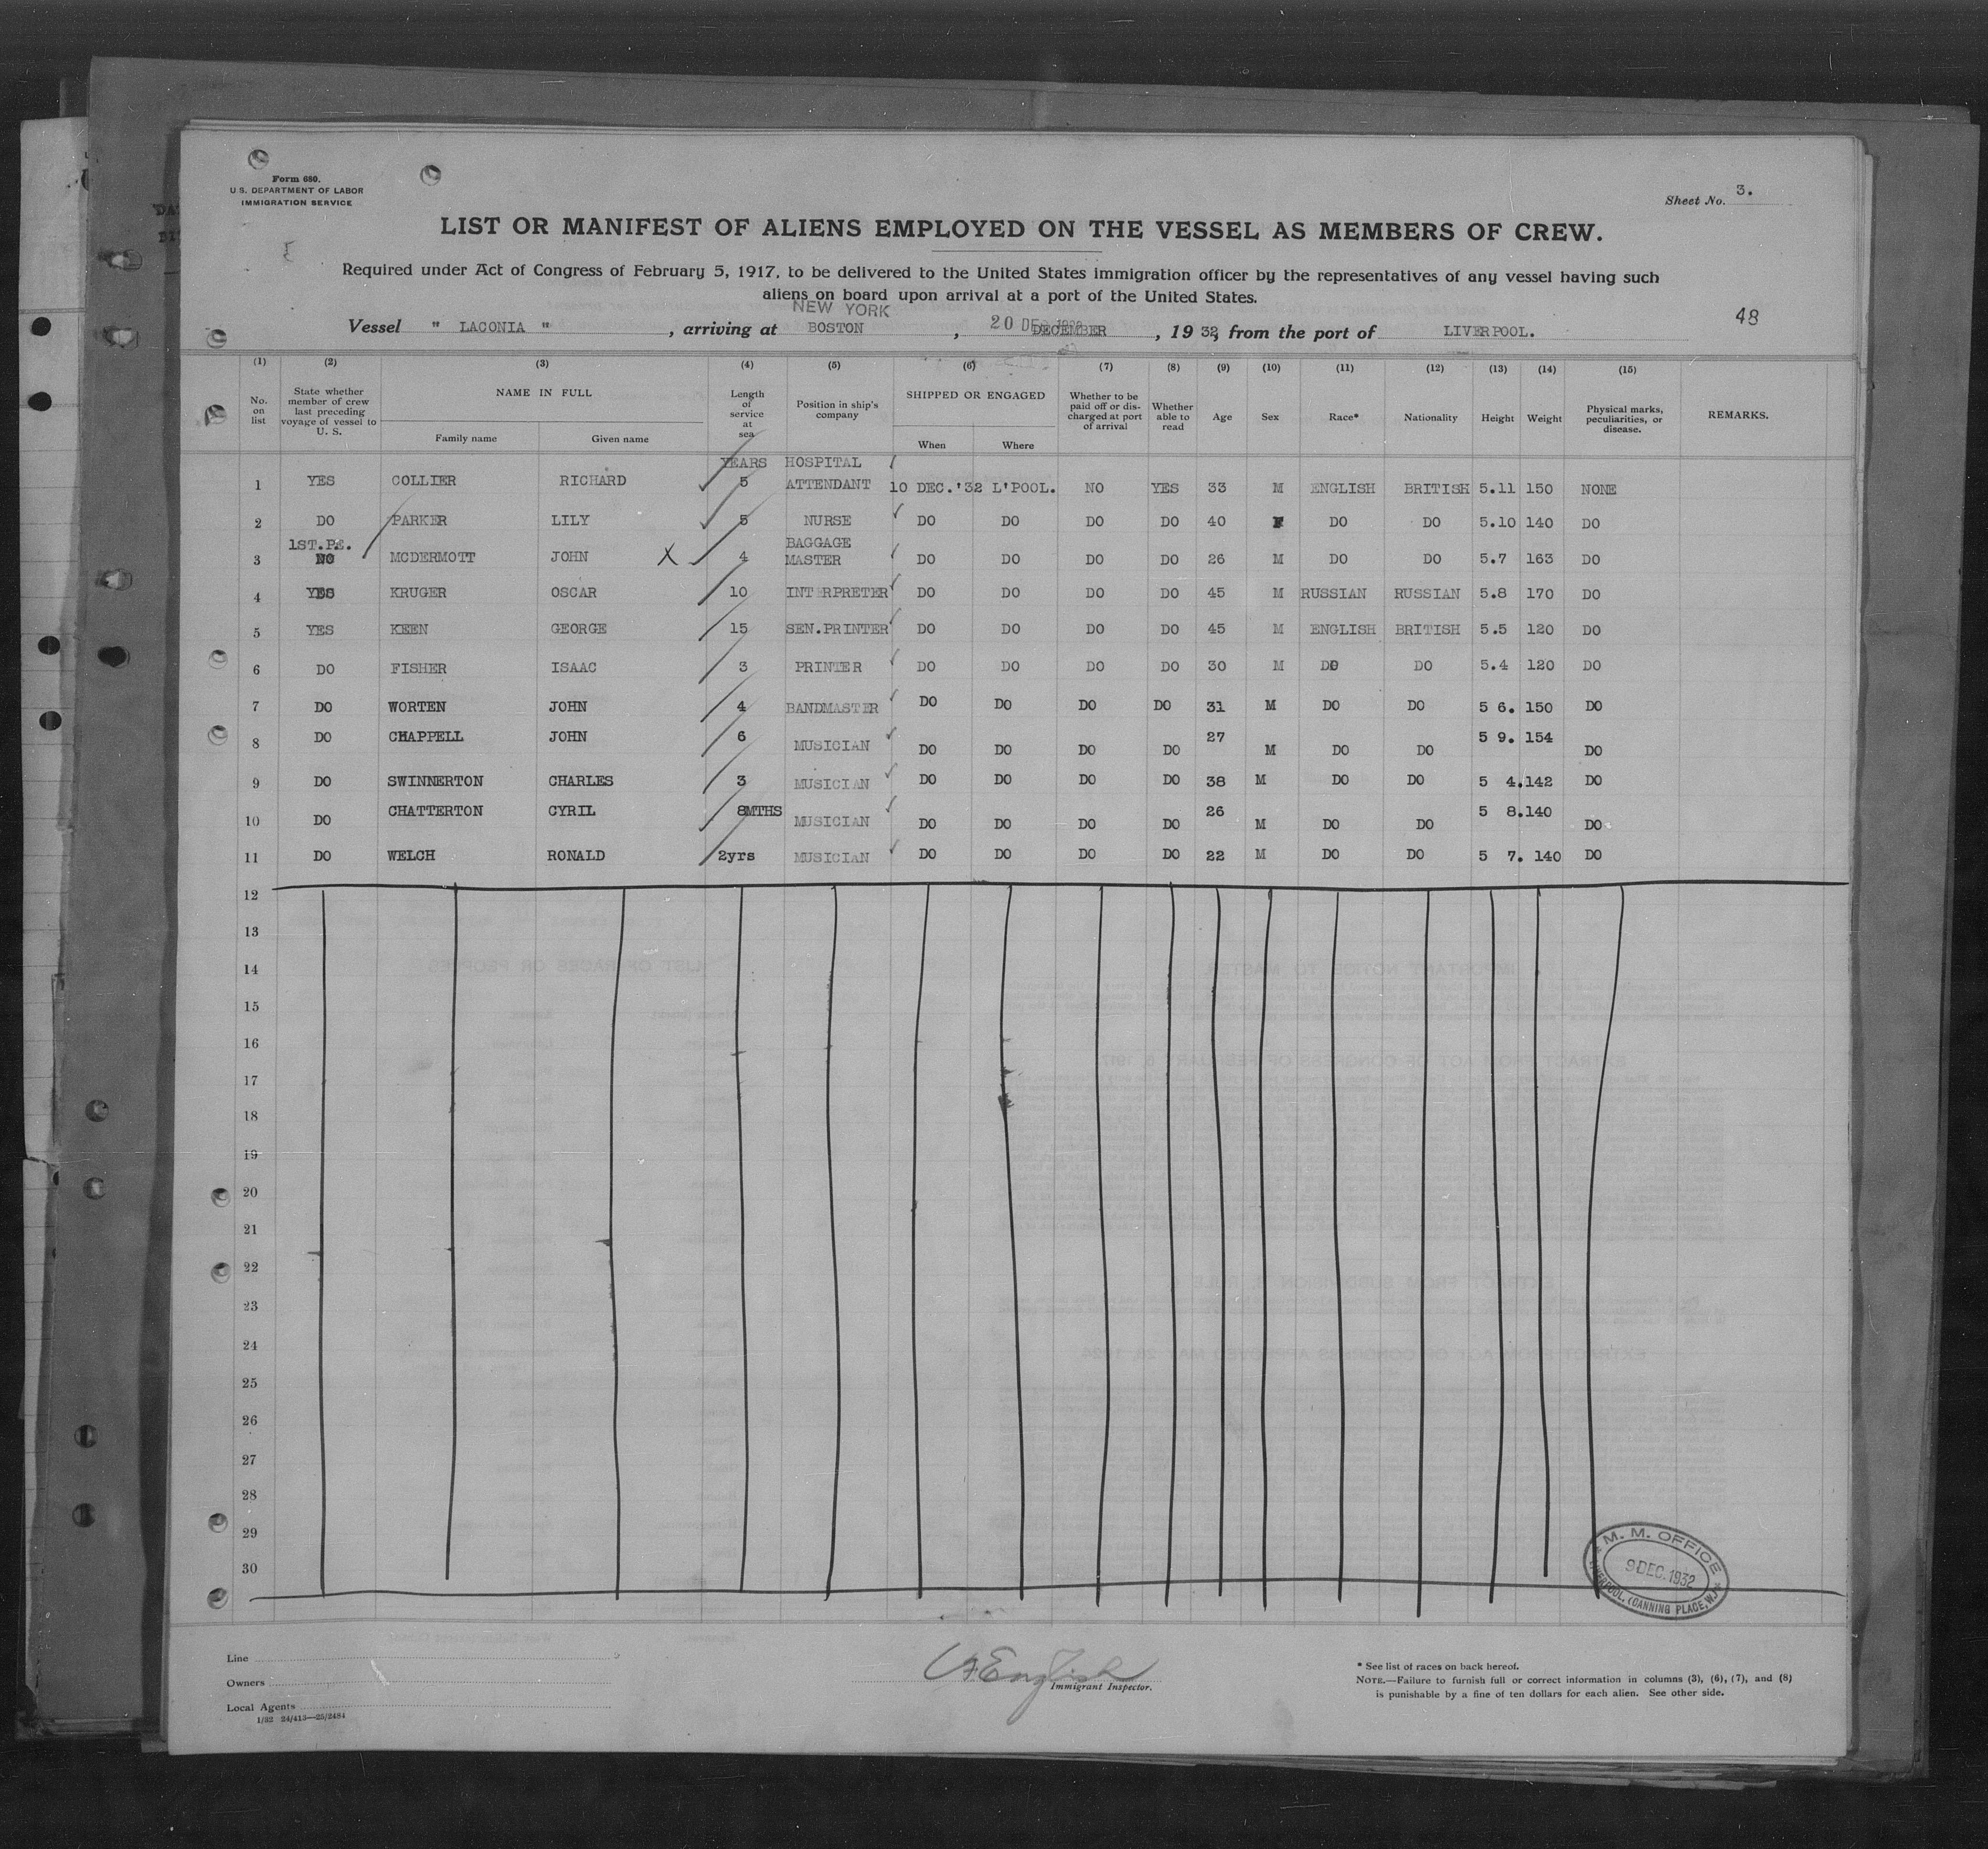 Form 680.
U.S. DEPARTMENT OF LABOR
IMMIGRATION SERVICE
Sheet No. 3.
LIST OR MANIFEST OF ALIENS EMPLOYED ON THE VESSEL AS MEMBERS OF CREW.
Required under Act of Congress of February 5, 1917, to be delivered to the United States immigration officer by the representatives of any vessel having such
aliens on board upon arrival at a port of the United States.
NEW YORK
48
Vessel " LACONIA " , arriving at BOSTON , 20 DECEMBER , 19 32, from the port of LIVERPOOL.
(1) (2) (3) (4) (5) (6) (7) (8) (9) (10) (11) (12) (13) (14) (15)
No. on list State whether member of crew last preceding voyage of vessel to U. S. NAME IN FULL Family name Given name Length of service at sea Position in ship's company SHIPPED OR ENGAGED When Where Whether to be paid off or discharged at port of arrival Whether able to read Age Sex Race* Nationality Height Weight Physical marks, peculiarities, or disease. REMARKS.
YEARS HOSPITAL
1 YES COLLIER RICHARD 5 ATTENDANT 10 DEC.'32 L'POOL. NO YES 33 M ENGLISH BRITISH 5.11 150 NONE
2 DO PARKER LILY 5 NURSE DO DO DO DO 40 F DO DO 5.10 140 DO
1ST.PE. BAGGAGE
3 NO MCDERMOTT JOHN X 4 MASTER DO DO DO DO 26 M DO DO 5.7 163 DO
4 YES KRUGER OSCAR 10 INTERPRETER DO DO DO DO 45 M RUSSIAN RUSSIAN 5.8 170 DO
5 YES KEEN GEORGE 15 SEN.PRINTER DO DO DO DO 45 M ENGLISH BRITISH 5.5 120 DO
6 DO FISHER ISAAC 3 PRINTER DO DO DO DO 30 M DO DO 5.4 120 DO
7 DO WORTEN JOHN 4 BANDMASTER DO DO DO DO 31 M DO DO 5 6. 150 DO
8 DO CHAPPELL JOHN 6 MUSICIAN DO DO DO DO 27 M DO DO 5 9. 154 DO
9 DO SWINNERTON CHARLES 3 MUSICIAN DO DO DO DO 38 M DO DO 5 4. 142 DO
10 DO CHATTERTON CYRIL 8MTHS MUSICIAN DO DO DO DO 26 M DO DO 5 8. 140 DO
11 DO WELCH RONALD 2yrs MUSICIAN DO DO DO DO 22 M DO DO 5 7. 140 DO
12
13
14
15
16
17
18
19
20
21
22
23
24
25
26
27
28
29
30
M. M. OFFICE
9 DEC. 1932
LIVERPOOL, (CANNING PLACE, W)
Line
Owners
Local Agents
1/32 24/413—25/2484
English
Immigrant Inspector.
* See list of races on back hereof.
NOTE.—Failure to furnish full or correct information in columns (3), (6), (7), and (8)
is punishable by a fine of ten dollars for each alien. See other side.